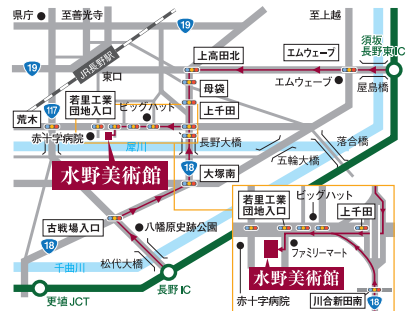 県庁
至善光寺
19
至上越
須坂
長野東IC
上高田北
エムウェーブ
JR長野駅
19
東口
エムウェーブ
屋島橋
母袋
若里工業
団地入口
ビッグハット
上千田
117
荒木
赤十字病院
長野大橋
落合橋
犀川
五輪大橋
水野美術館
大塚南
18
古戦場入口
八幡原史跡公園
18
松代大橋
千曲川
長野IC
更埴JCT
ビッグハット
若里工業
団地入口
上千田
ファミリーマート
水野美術館
赤十字病院
川合新田南
18